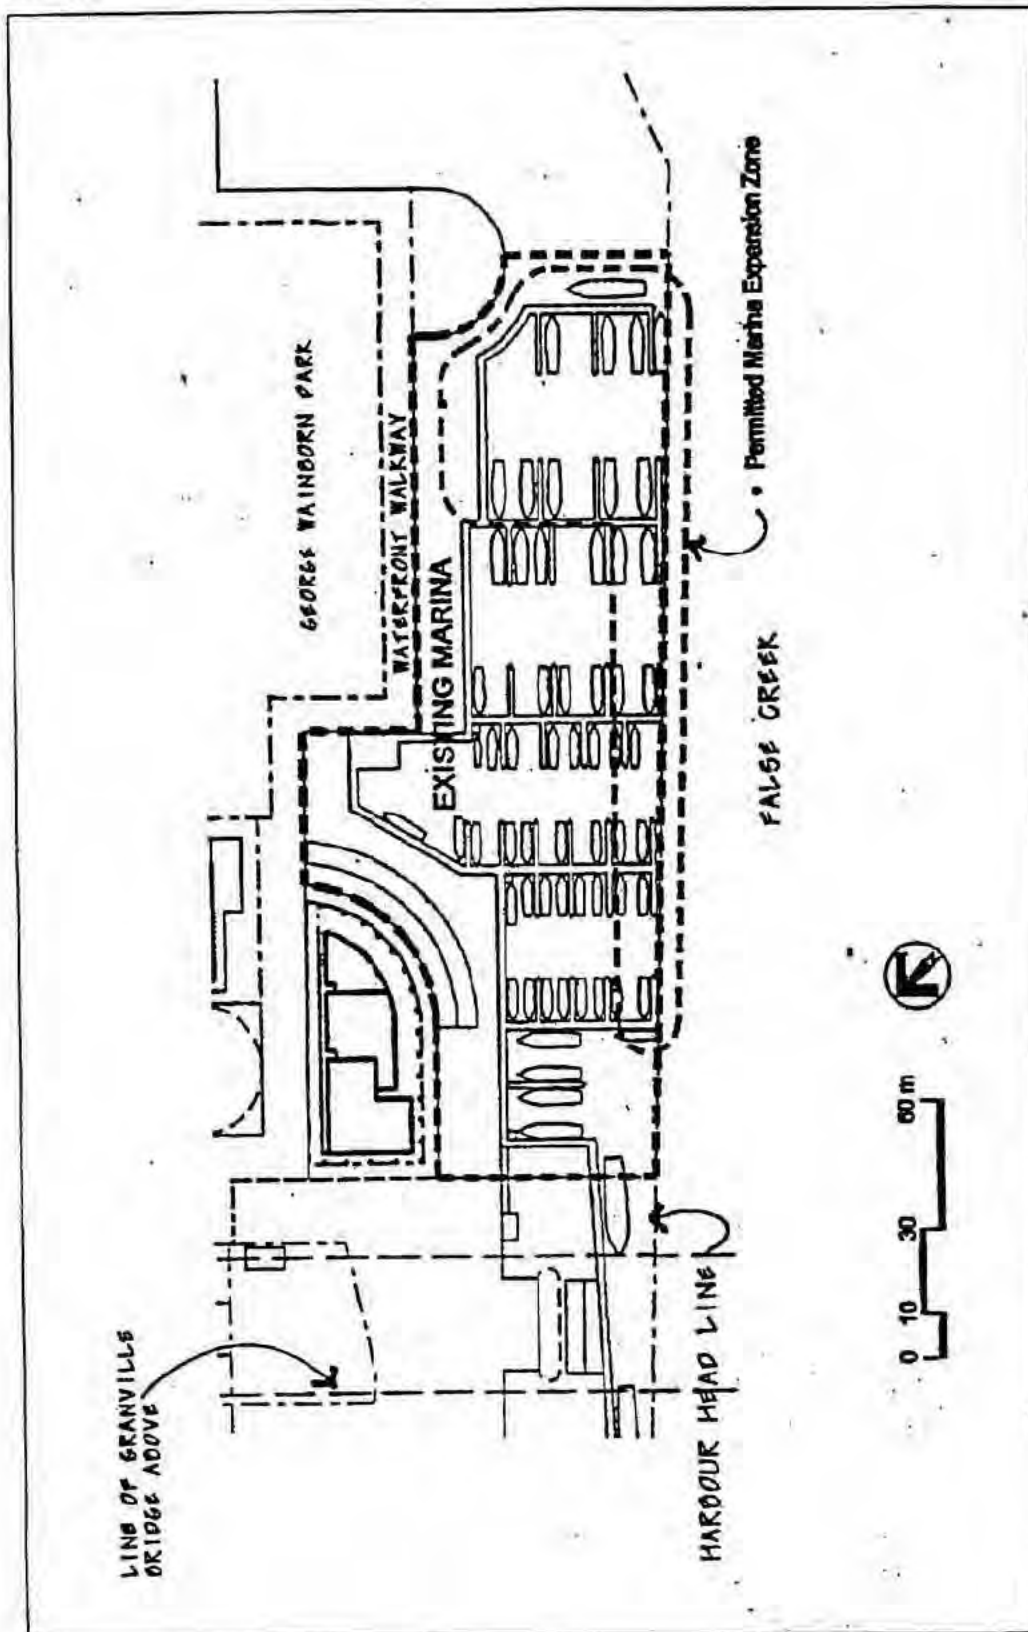 LINE OF GRANVILLE
BRIDGE ABOVE
GEORGE WAINBORN PARK
WATERFRONT WALKWAY
EXISTING MARINA
• Permitted Marina Expansion Zone
FALSE CREEK
HARBOUR HEAD LINE
0 10 30 60 m